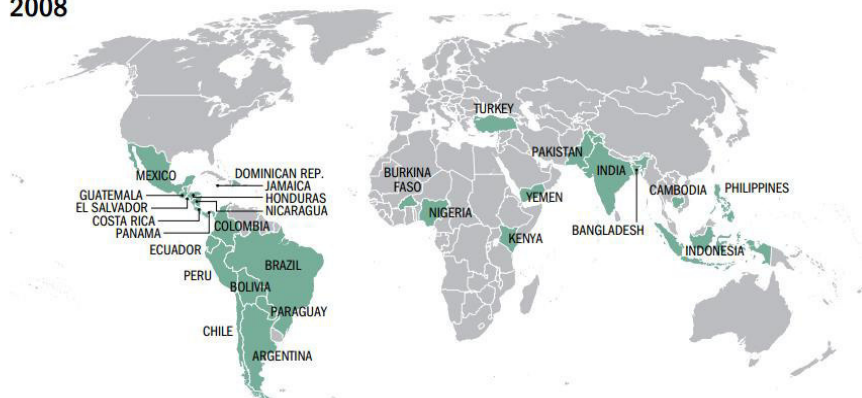 2008
TURKEY
PAKISTAN
INDIA
MEXICO
DOMINICAN REP.
JAMAICA
HONDURAS
NICARAGUA
GUATEMALA
EL SALVADOR
COSTA RICA
PANAMA
COLOMBIA
BURKINA
FASO
NIGERIA
YEMEN
KENYA
BANGLADESH
CAMBODIA
PHILIPPINES
INDONESIA
ECUADOR
PERU
BRAZIL
BOLIVIA
PARAGUAY
CHILE
ARGENTINA